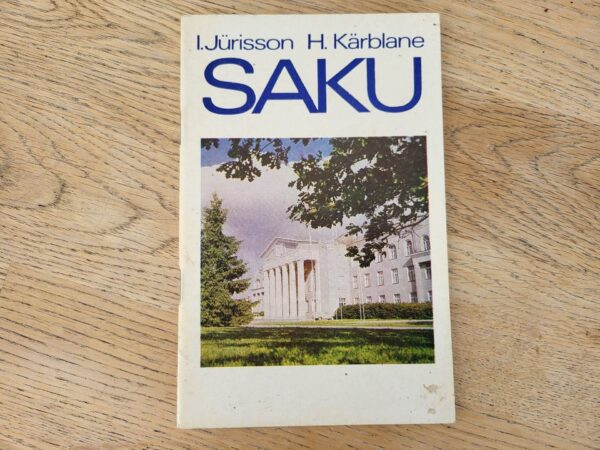 I.Jürisson H. Kärblane
SAKU